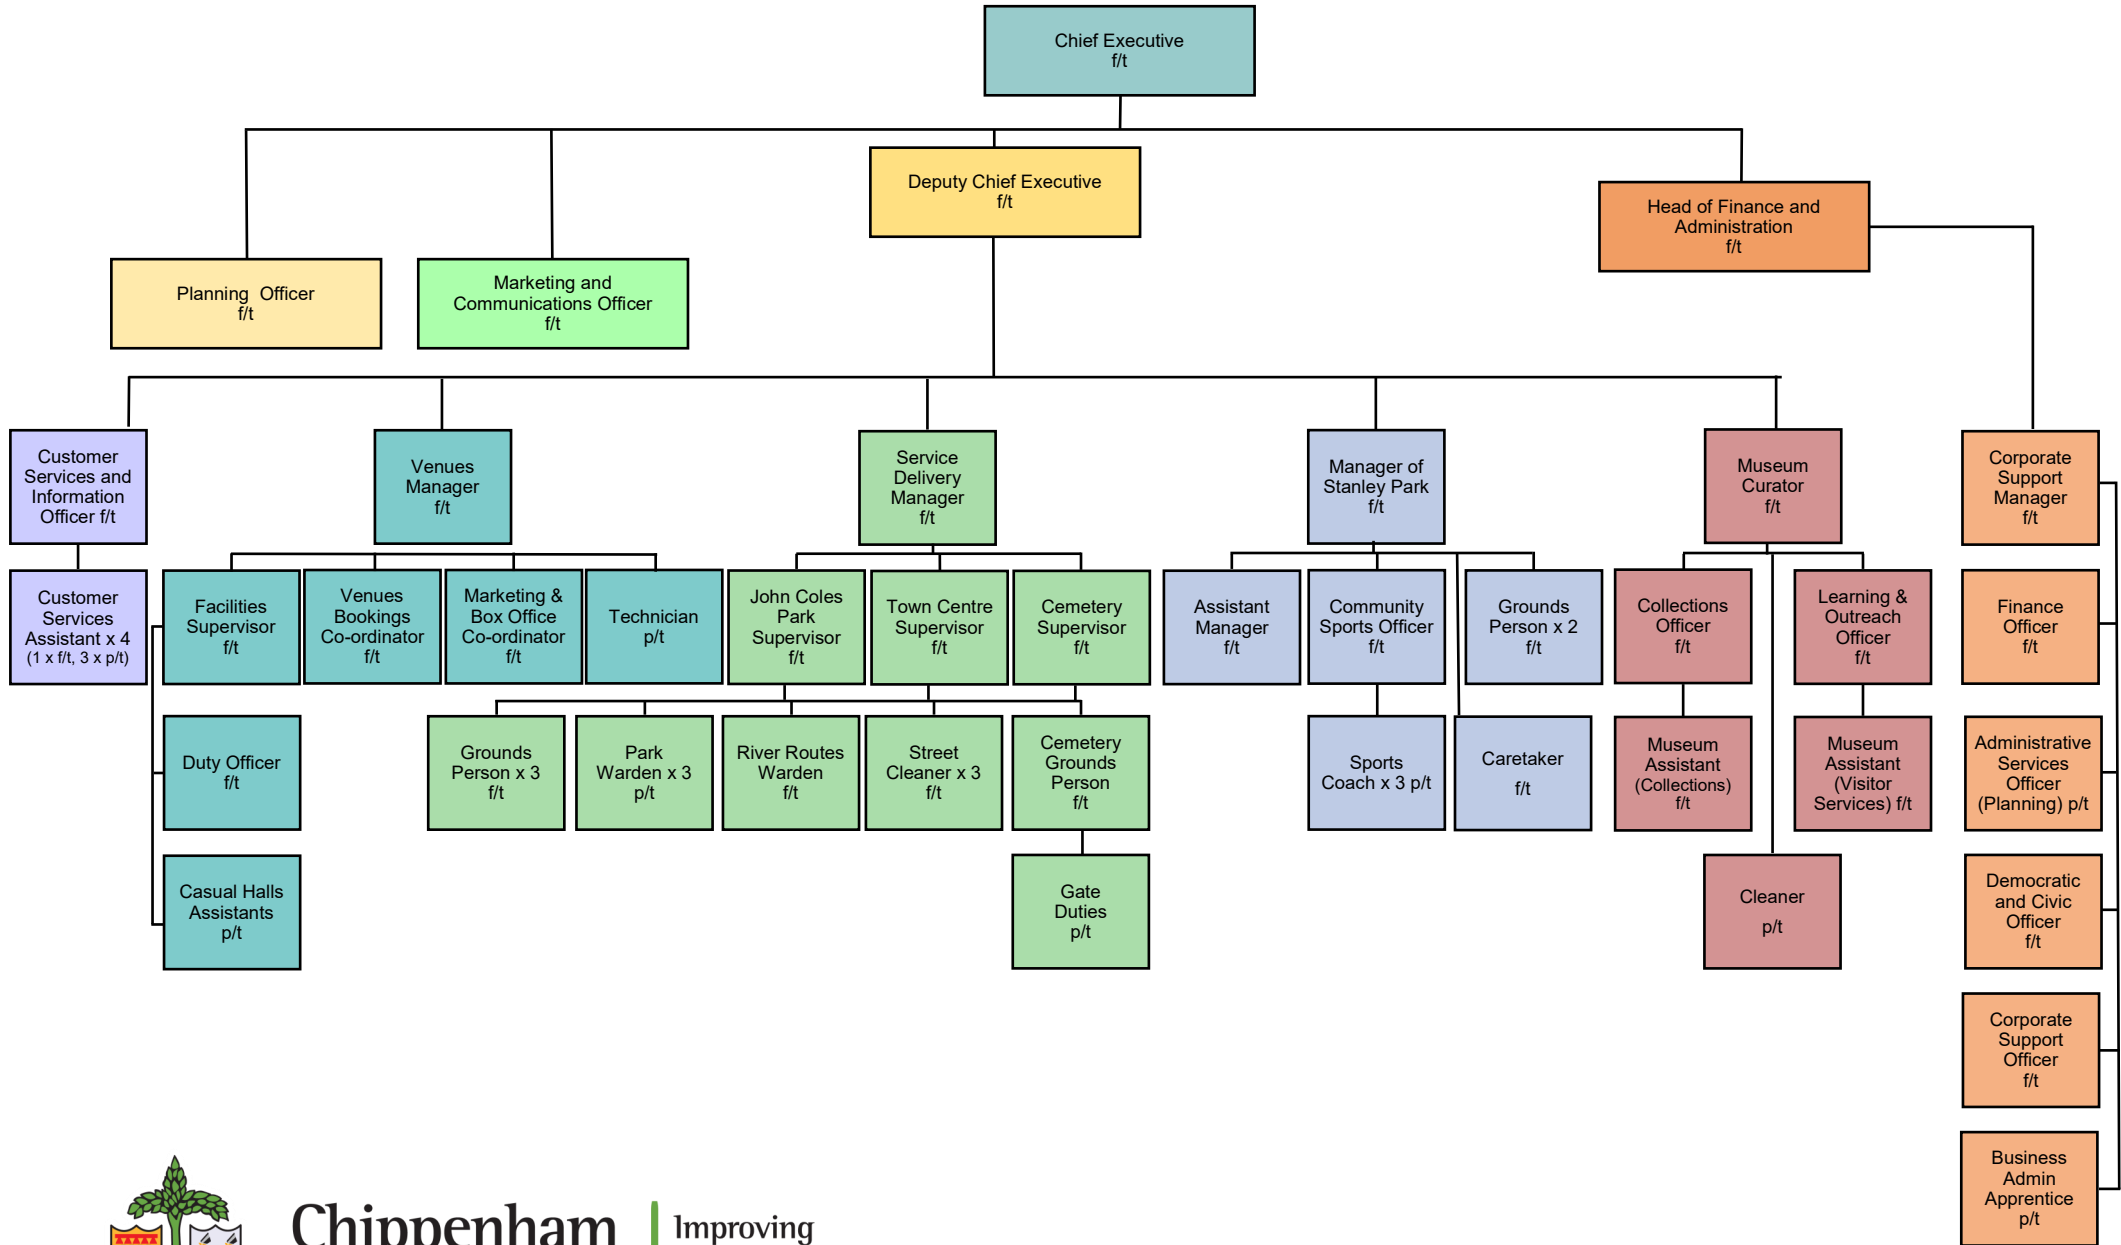 Chief Executive
f/t
Deputy Chief Executive
f/t
Head of Finance and
Administration
f/t
Planning  Officer
f/t
Marketing and
Communications Officer
f/t
Customer
Services and
Information
Officer f/t
Venues
Manager
f/t
Service
Delivery
Manager
f/t
Manager of
Stanley Park
f/t
Museum
Curator
f/t
Corporate
Support
Manager
f/t
Customer
Services
Assistant x 4
(1 x f/t, 3 x p/t)
Facilities
Supervisor
f/t
Venues
Bookings
Co-ordinator
f/t
Marketing &
Box Office
Co-ordinator
f/t
Technician
p/t
John Coles
Park
Supervisor
f/t
Town Centre
Supervisor
f/t
Cemetery
Supervisor
f/t
Assistant
Manager
f/t
Community
Sports Officer
f/t
Grounds
Person x 2
f/t
Collections
Officer
f/t
Learning &
Outreach
Officer
f/t
Finance
Officer
f/t
Duty Officer
f/t
Grounds
Person x 3
f/t
Park
Warden x 3
p/t
River Routes
Warden
f/t
Street
Cleaner x 3
f/t
Cemetery
Grounds
Person
f/t
Sports
Coach x 3 p/t
Caretaker
f/t
Museum
Assistant
(Collections)
f/t
Museum
Assistant
(Visitor
Services) f/t
Administrative
Services
Officer
(Planning) p/t
Casual Halls
Assistants
p/t
Gate
Duties
p/t
Cleaner
p/t
Democratic
and Civic
Officer
f/t
Corporate
Support
Officer
f/t
Business
Admin
Apprentice
p/t
Chippenham
Improving